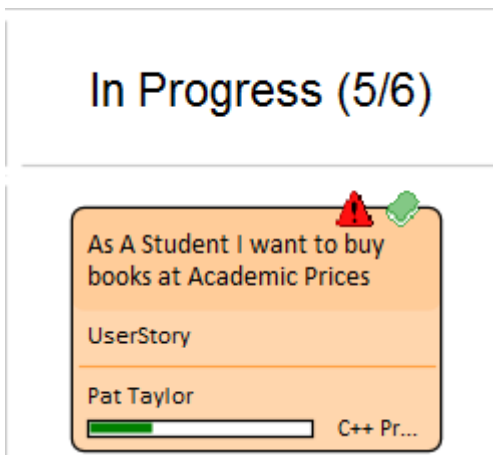 In Progress (5/6)
As A Student I want to buy
books at Academic Prices
UserStory
Pat Taylor
C++ Pr...